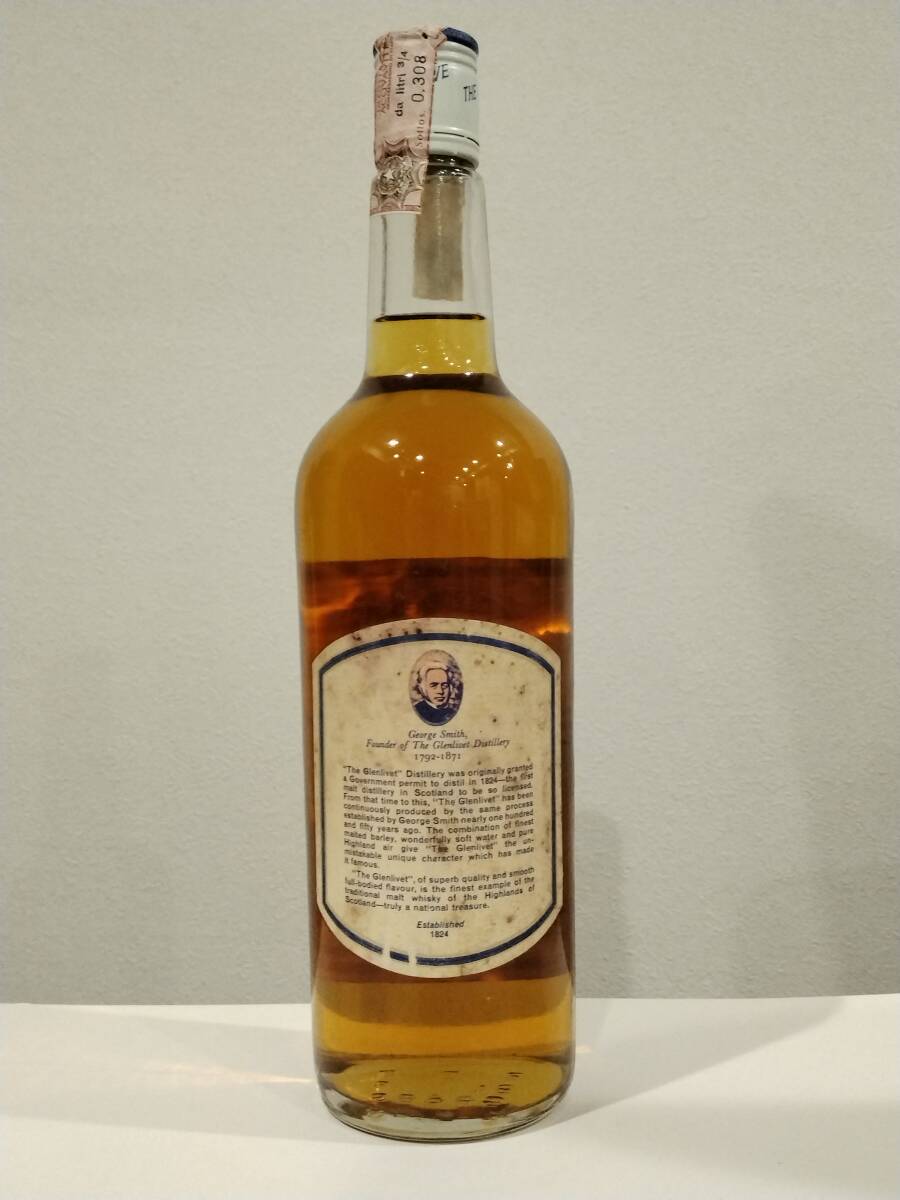 da litri 3/4
0,308
VE
THE
George Smith,
Founder of The Glenlivet Distillery
1792-1871
"The Glenlivet" Distillery was originally granted
a Government permit to distil in 1824—the first
malt distillery in Scotland to be so licensed.
From that time to this, "The Glenlivet" has been
continuously produced by the same process
established by George Smith nearly one hundred
and fifty years ago. The combination of finest
malted barley, wonderfully soft water and pure
Highland air give "The Glenlivet" the un-
mistakable unique character which has made
it famous.
"The Glenlivet", of superb quality and smooth
full-bodied flavour, is the finest example of the
traditional malt whisky of the Highlands of
Scotland—truly a national treasure.
Established
1824